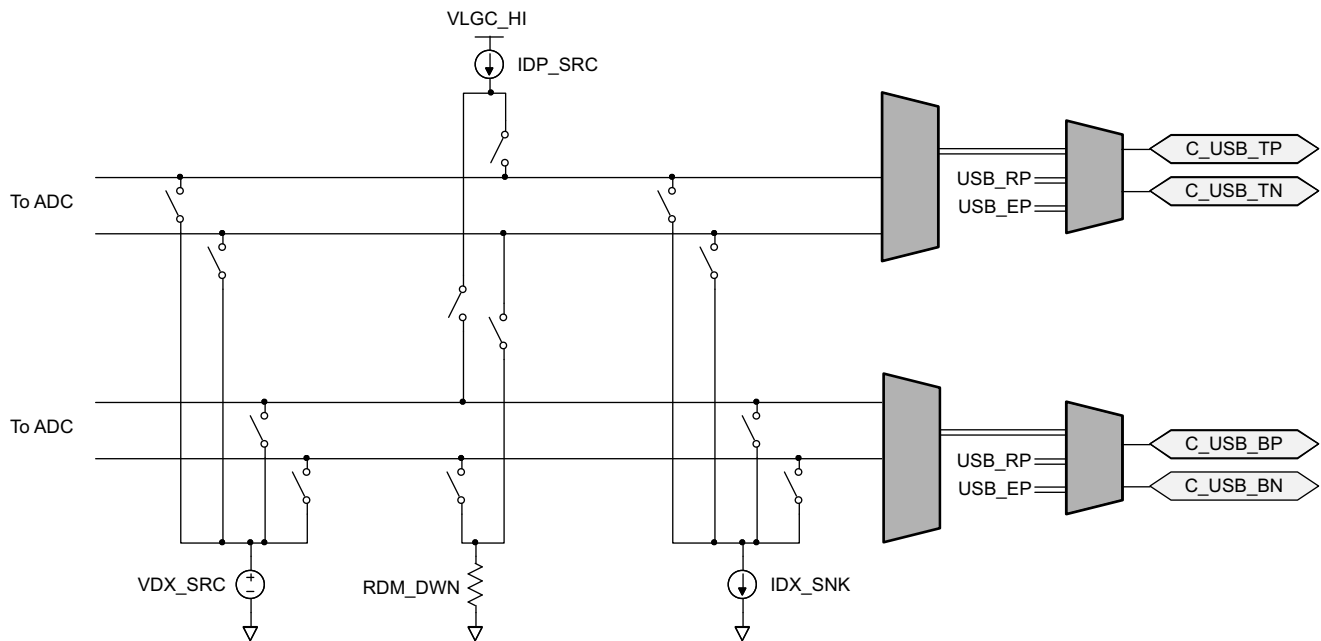 VLGC_HI
IDP_SRC
C_USB_TP
To ADC
USB_RP
C_USB_TN
USB_EP
To ADC
C_USB_BP
USB_RP
USB_EP
C_USB_BN
VDX_SRC
+
−
RDM_DWN
IDX_SNK